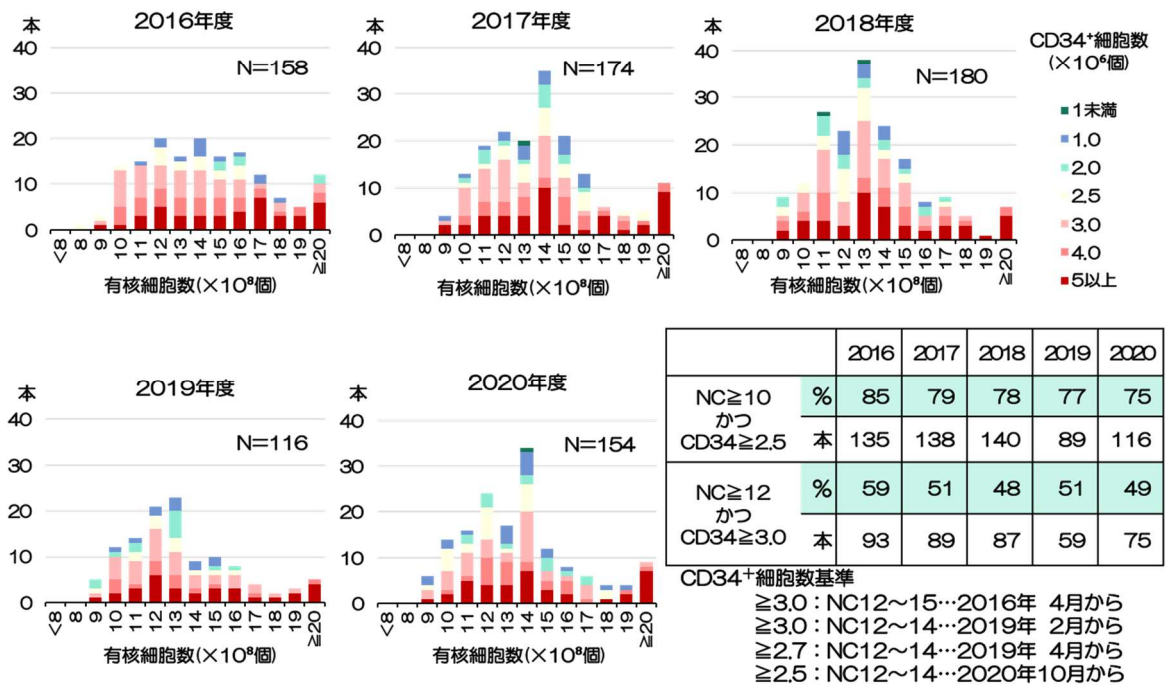 2016年度
本
40
30
20
10
0
N=158
<8
8
9
10
11
12
13
14
15
16
17
18
19
≧20
有核細胞数(×10⁸個)
2017年度
本
40
30
20
10
0
N=174
<8
8
9
10
11
12
13
14
15
16
17
18
19
≧20
有核細胞数(×10⁸個)
2018年度
本
40
30
20
10
0
N=180
<8
8
9
10
11
12
13
14
15
16
17
18
19
≧20
有核細胞数(×10⁸個)
CD34⁺細胞数
(×10⁶個)
1未満
1.0
2.0
2.5
3.0
4.0
5以上
2019年度
本
40
30
20
10
0
N=116
<8
8
9
10
11
12
13
14
15
16
17
18
19
≧20
有核細胞数(×10⁸個)
2020年度
本
40
30
20
10
0
N=154
<8
8
9
10
11
12
13
14
15
16
17
18
19
≧20
有核細胞数(×10⁸個)
2016 2017 2018 2019 2020
NC≧10
かつ
CD34≧2.5
% 85 79 78 77 75
本 135 138 140 89 116
NC≧12
かつ
CD34≧3.0
% 59 51 48 51 49
本 93 89 87 59 75
CD34⁺細胞数基準
≧3.0:NC12~15…2016年 4月から
≧3.0:NC12~14…2019年 2月から
≧2.7:NC12~14…2019年 4月から
≧2.5:NC12~14…2020年10月から